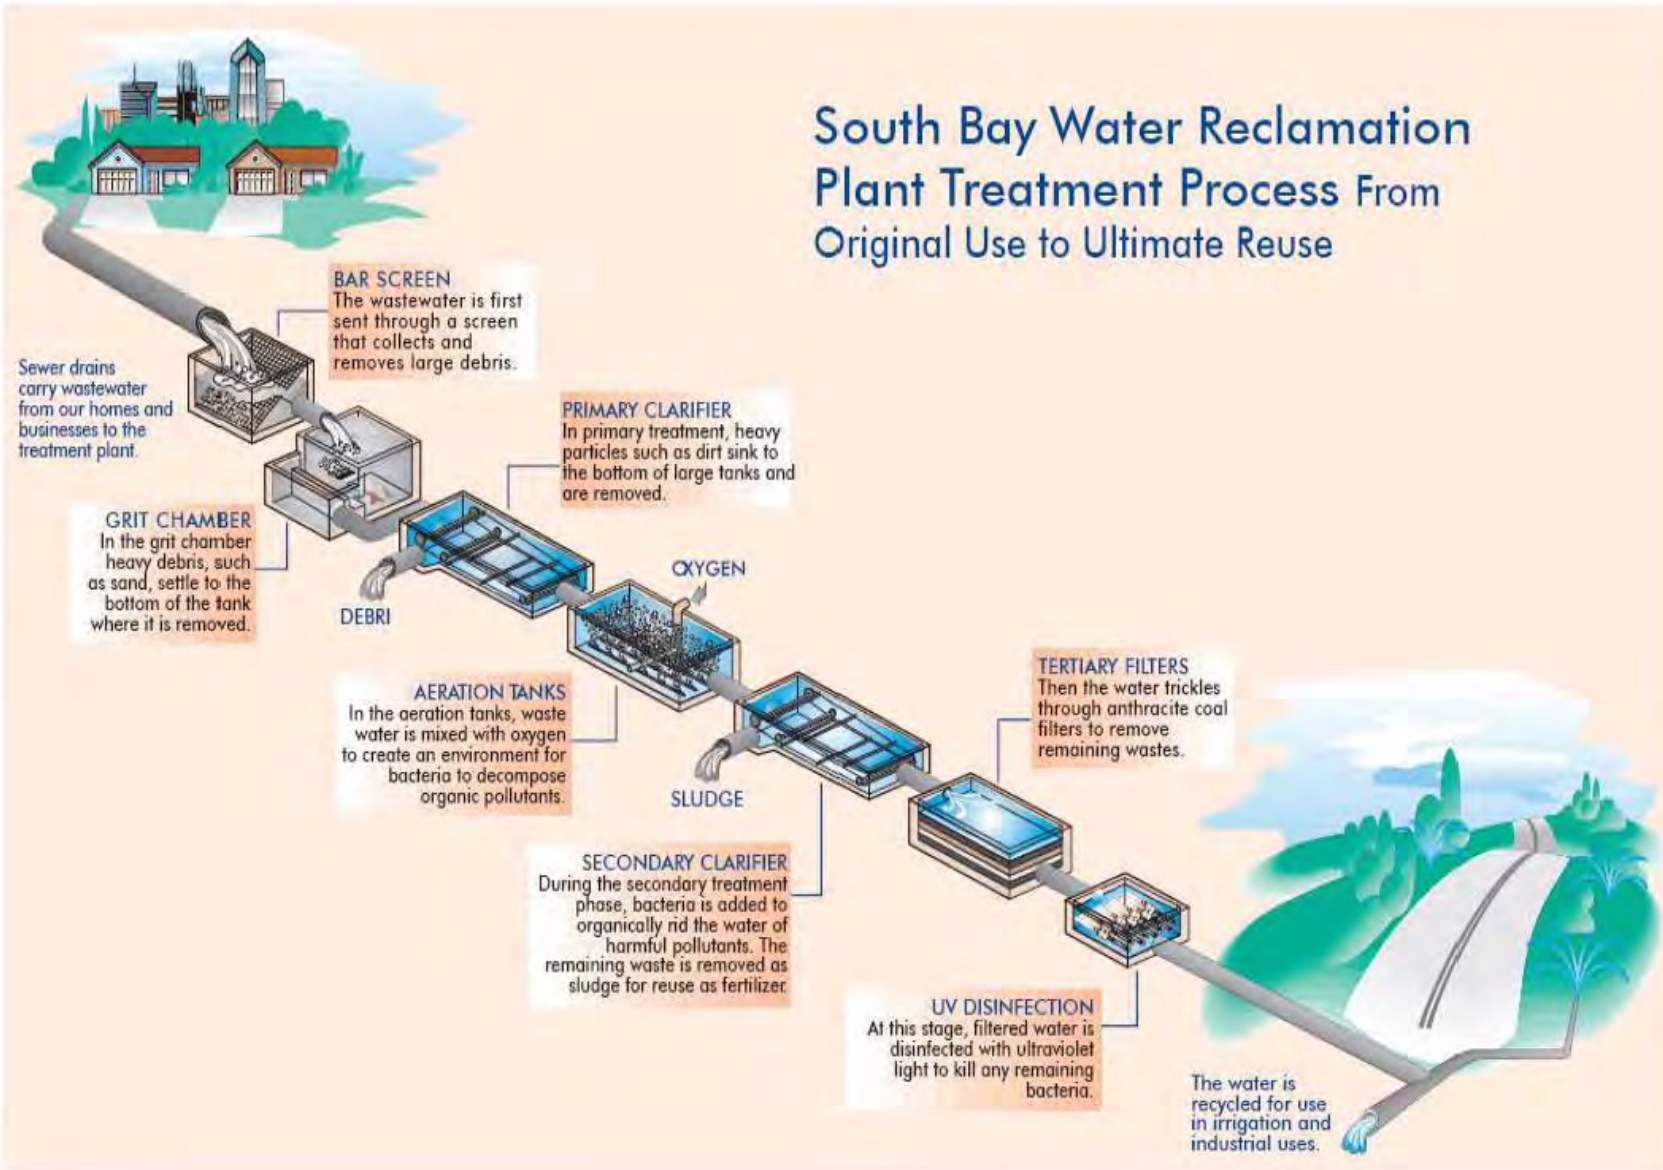 South Bay Water Reclamation
Plant Treatment Process From
Original Use to Ultimate Reuse
BAR SCREEN
The wastewater is first
sent through a screen
that collects and
removes large debris.
Sewer drains
carry wastewater
from our homes and
businesses to the
treatment plant.
PRIMARY CLARIFIER
In primary treatment, heavy
particles such as dirt sink to
the bottom of large tanks and
are removed.
GRIT CHAMBER
In the grit chamber
heavy debris, such
as sand, settle to the
bottom of the tank
where it is removed.
DEBRI
OXYGEN
AERATION TANKS
In the aeration tanks, waste
water is mixed with oxygen
to create an environment for
bacteria to decompose
organic pollutants.
SLUDGE
TERTIARY FILTERS
Then the water trickles
through anthracite coal
filters to remove
remaining wastes.
SECONDARY CLARIFIER
During the secondary treatment
phase, bacteria is added to
organically rid the water of
harmful pollutants. The
remaining waste is removed as
sludge for reuse as fertilizer.
UV DISINFECTION
At this stage, filtered water is
disinfected with ultraviolet
light to kill any remaining
bacteria.
The water is
recycled for use
in irrigation and
industrial uses.